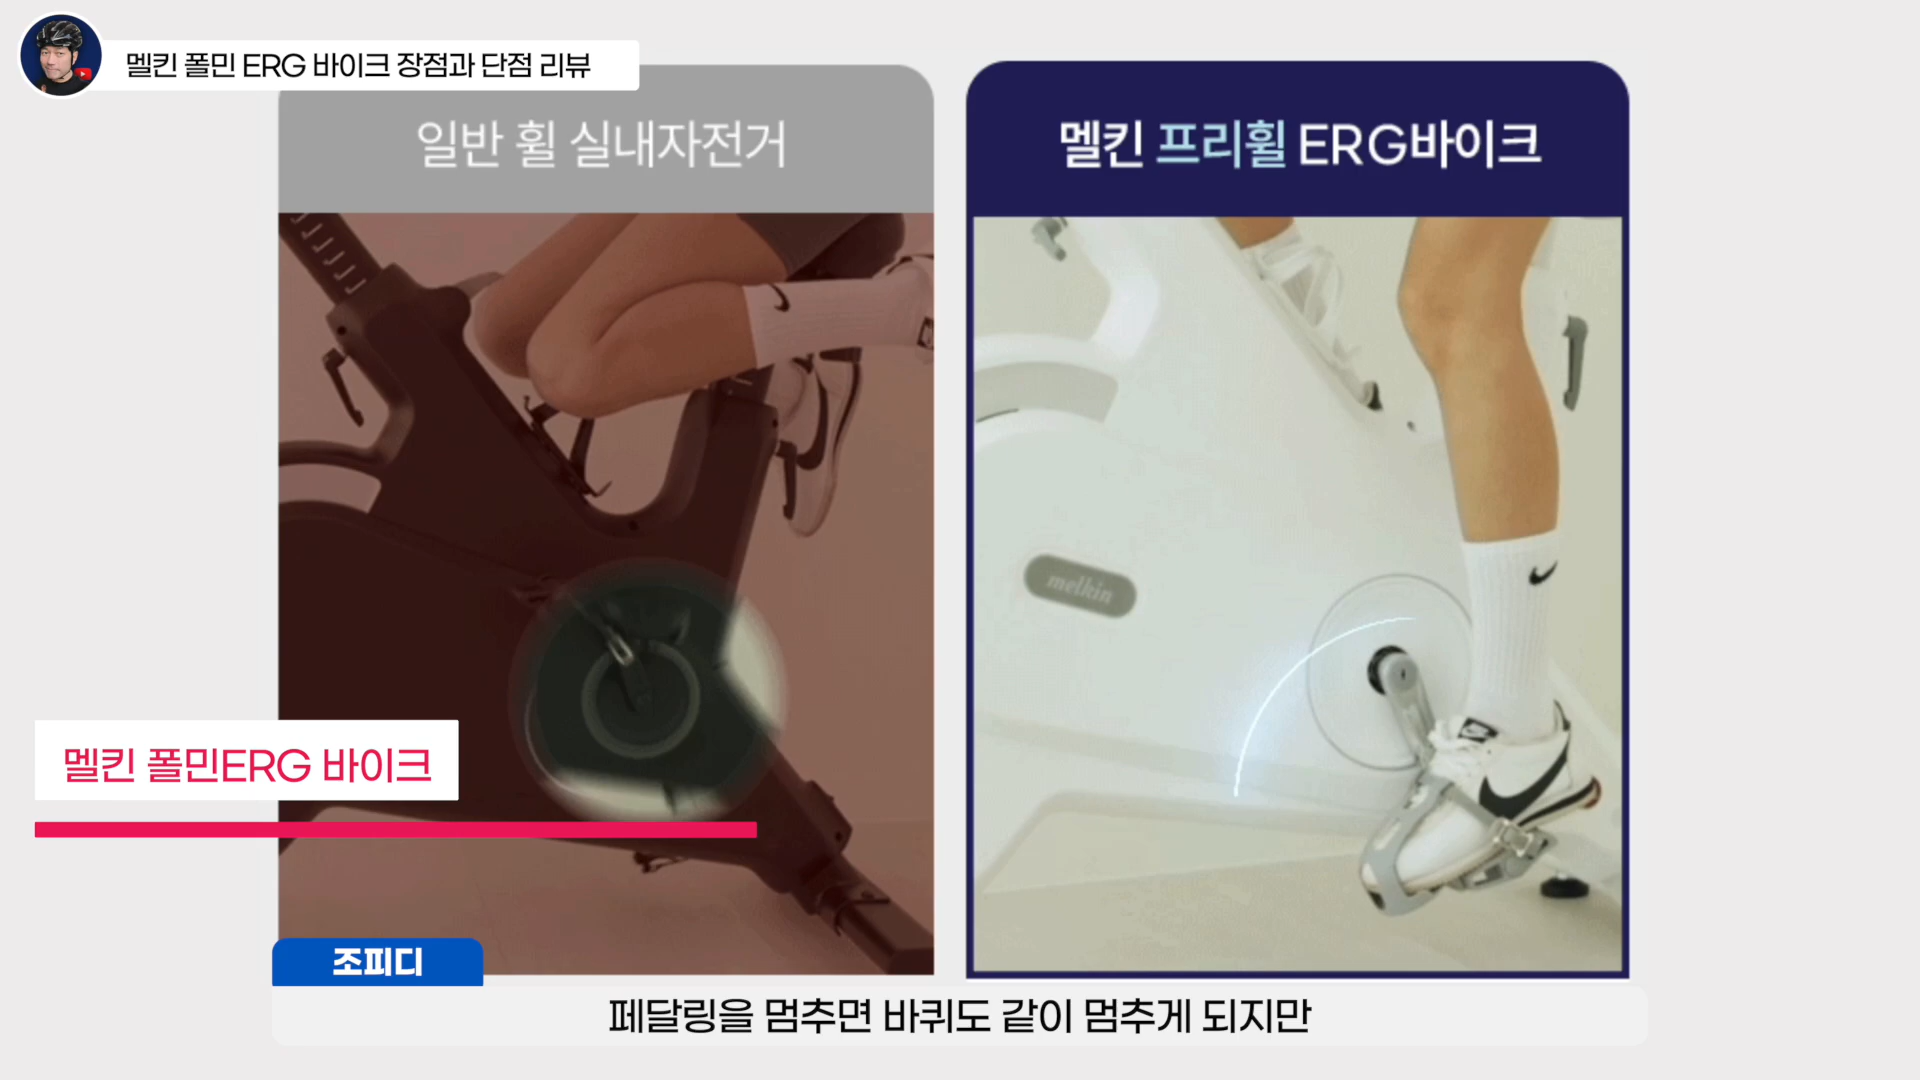 멜킨 폴민 ERG 바이크 장점과 단점 리뷰
일반 휠 실내자전거
멜킨 프리휠 ERG바이크
melkin
멜킨 폴민ERG 바이크
조피디
페달링을 멈추면 바퀴도 같이 멈추게 되지만